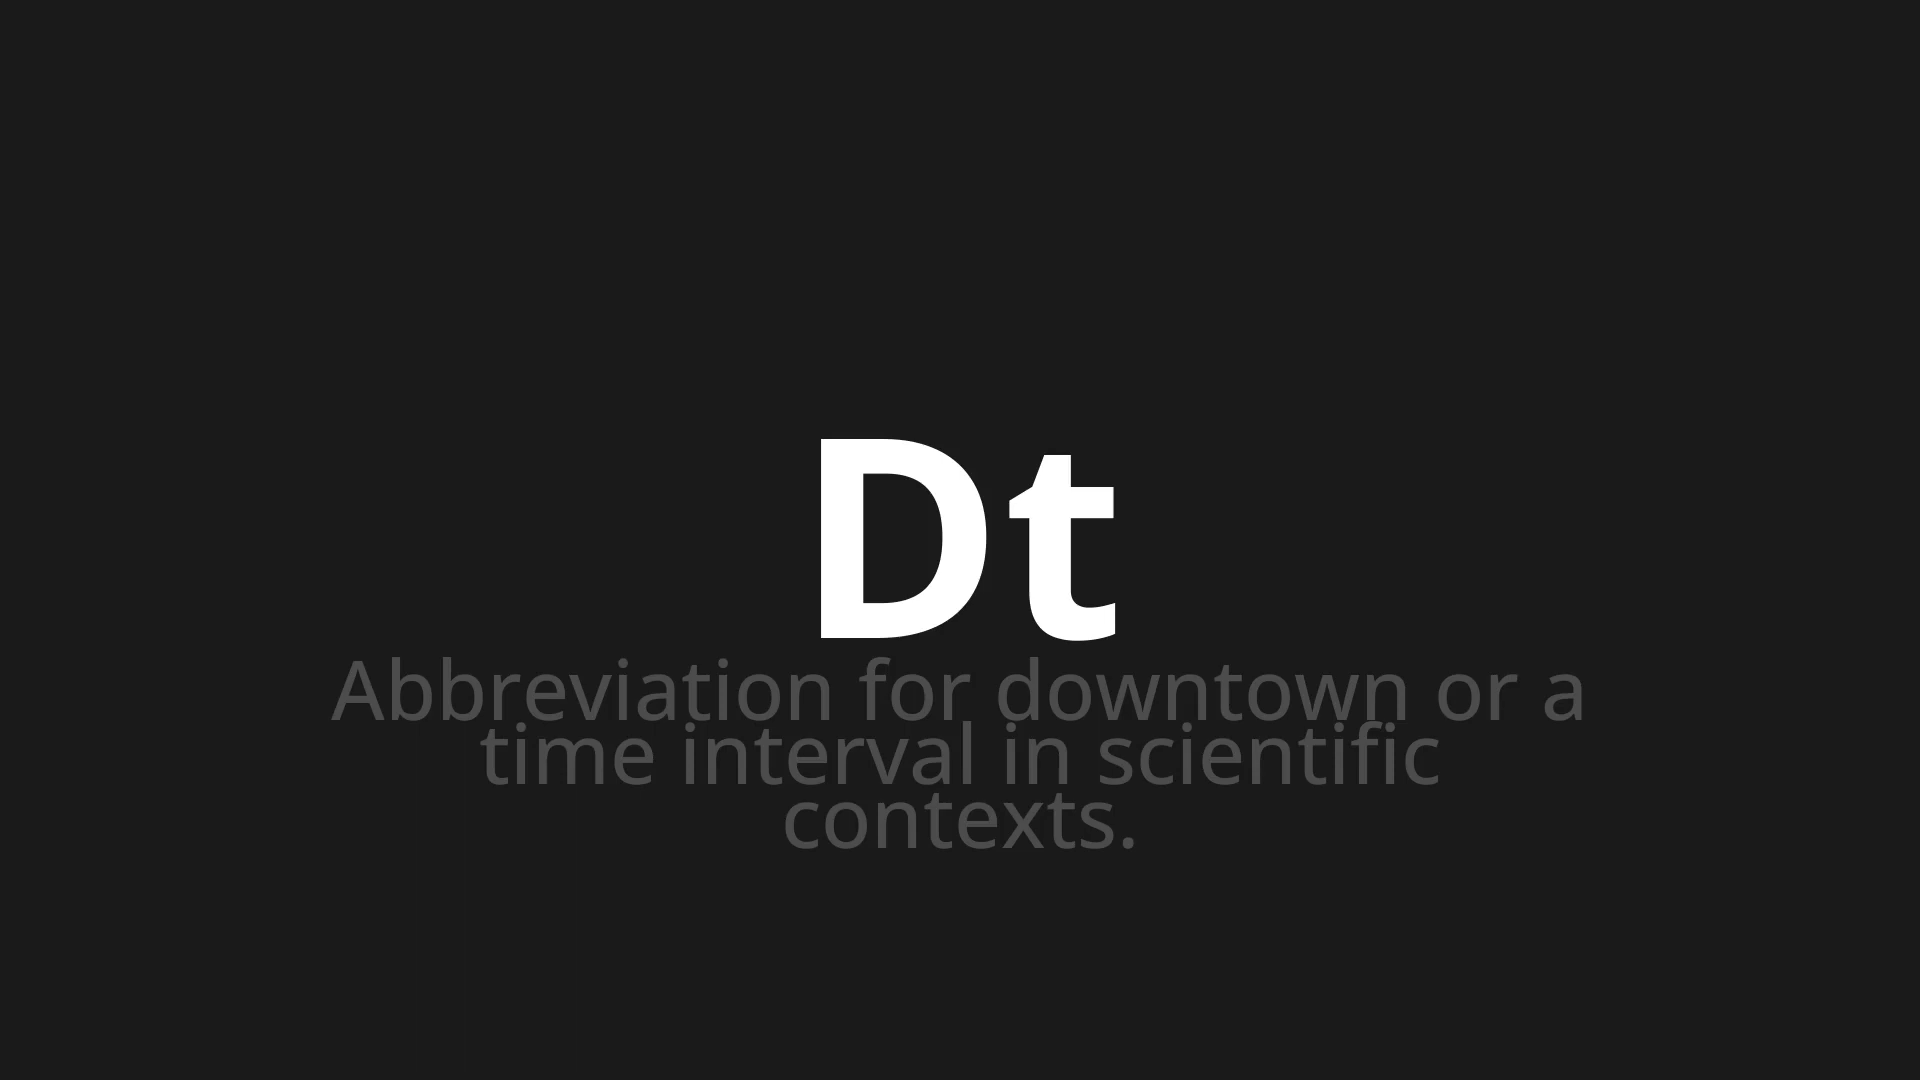 Dt
Abbreviation for downtown or a
time interval in scientific
contexts.